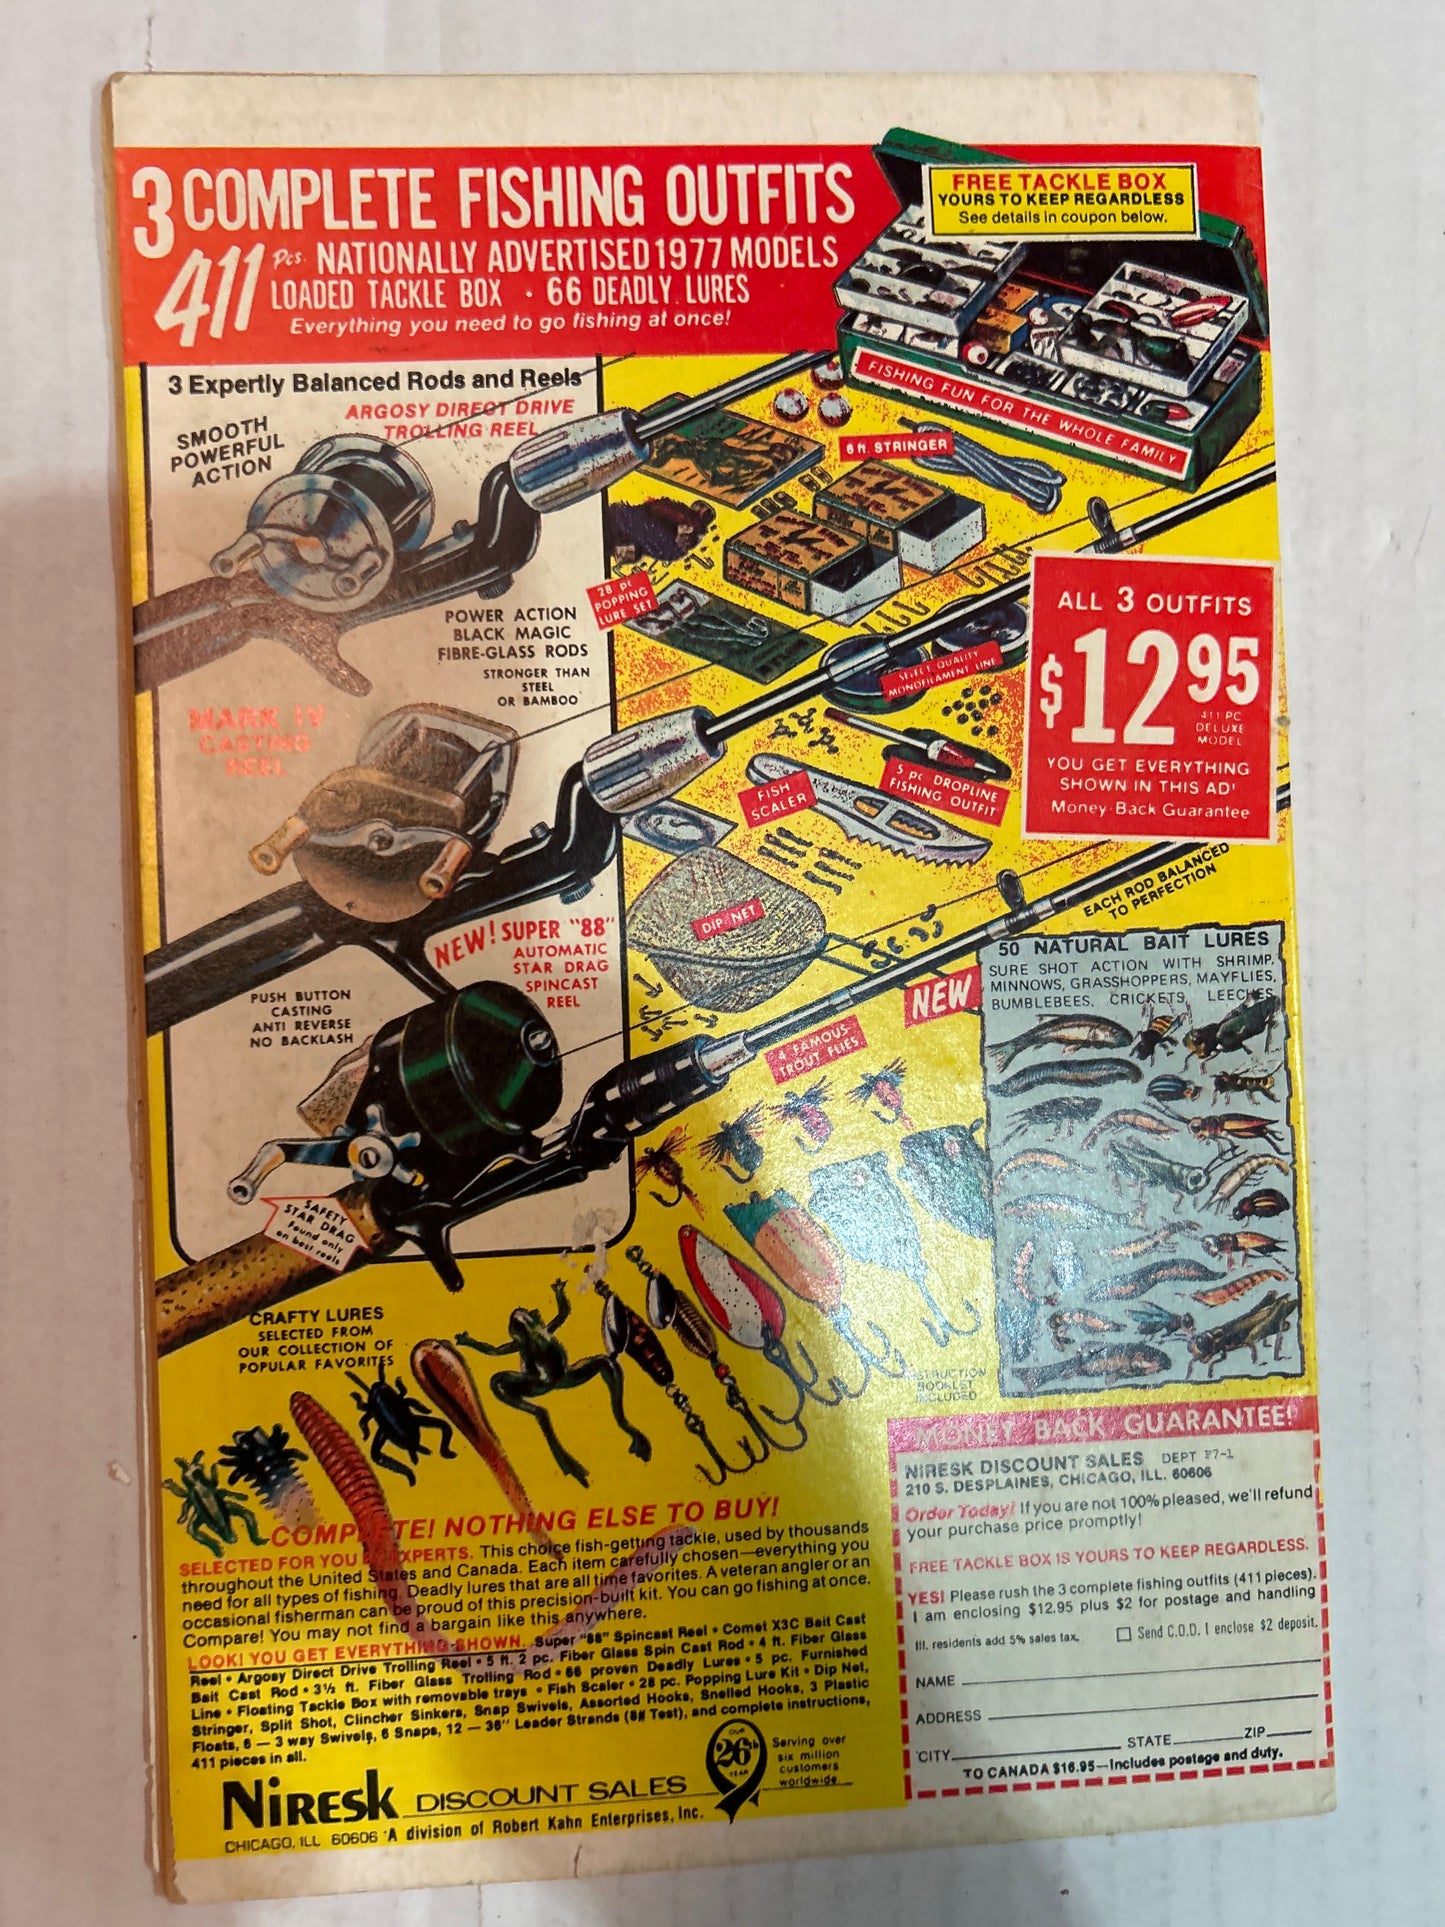 3 COMPLETE FISHING OUTFITS
411 Pcs. NATIONALLY ADVERTISED 1977 MODELS
LOADED TACKLE BOX · 66 DEADLY LURES
Everything you need to go fishing at once!
FREE TACKLE BOX
YOURS TO KEEP REGARDLESS
See details in coupon below.
FISHING FUN FOR THE WHOLE FAMILY
3 Expertly Balanced Rods and Reels
SMOOTH
POWERFUL
ACTION
ARGOSY DIRECT DRIVE
TROLLING REEL
6 ft. STRINGER
28 pc
POPPING
LURE SET
POWER ACTION
BLACK MAGIC
FIBRE-GLASS RODS
STRONGER THAN
STEEL
OR BAMBOO
SELECT QUALITY
MONOFILAMENT LINE
ALL 3 OUTFITS
$12.95
411 PC
DELUXE
MODEL
YOU GET EVERYTHING
SHOWN IN THIS AD!
Money-Back Guarantee
MARK IV
CASTING
REEL
5 pc DROPLINE
FISHING OUTFIT
FISH
SCALER
DIP NET
EACH ROD BALANCED
TO PERFECTION
NEW! SUPER "88"
AUTOMATIC
STAR DRAG
SPINCAST
REEL
PUSH BUTTON
CASTING
ANTI REVERSE
NO BACKLASH
NEW
50 NATURAL BAIT LURES
SURE SHOT ACTION WITH SHRIMP,
MINNOWS, GRASSHOPPERS, MAYFLIES,
BUMBLEBEES, CRICKETS, LEECHES
4 FAMOUS
TROUT FLIES
SAFETY
STAR DRAG
Found only
on best reels
CRAFTY LURES
SELECTED FROM
OUR COLLECTION OF
POPULAR FAVORITES
INSTRUCTION
BOOKLET
INCLUDED
COMPLETE! NOTHING ELSE TO BUY!
SELECTED FOR YOU BY EXPERTS. This choice fish-getting tackle, used by thousands
throughout the United States and Canada. Each item carefully chosen—everything you
need for all types of fishing. Deadly lures that are all time favorites. A veteran angler or an
occasional fisherman can be proud of this precision-built kit. You can go fishing at once.
Compare! You may not find a bargain like this anywhere.
LOOK! YOU GET EVERYTHING SHOWN. Super "88" Spincast Reel • Comet X3C Bait Cast
Reel • Argosy Direct Drive Trolling Reel • 5 ft. 2 pc. Fiber Glass Spin Cast Rod • 4 ft. Fiber Glass
Bait Cast Rod • 3½ ft. Fiber Glass Trolling Rod • 66 proven Deadly Lures • 5 pc. Furnished
Line • Floating Tackle Box with removable trays • Fish Scaler • 28 pc. Popping Lure Kit • Dip Net,
Stringer, Split Shot, Clincher Sinkers, Snap Swivels, Assorted Hooks, Snelled Hooks, 3 Plastic
Floats, 6 — 3 way Swivels, 6 Snaps, 12 — 36" Leader Strands (8# Test), and complete instructions,
411 pieces in all.
NIRESK DISCOUNT SALES
CHICAGO, ILL 60606 A division of Robert Kahn Enterprises, Inc.
OUR
26th
YEAR
Serving over
six million
customers
worldwide
MONEY BACK GUARANTEE!
NIRESK DISCOUNT SALES DEPT F7-1
210 S. DESPLAINES, CHICAGO, ILL. 60606
Order Today! If you are not 100% pleased, we'll refund
your purchase price promptly!
FREE TACKLE BOX IS YOURS TO KEEP REGARDLESS.
YES! Please rush the 3 complete fishing outfits (411 pieces).
I am enclosing $12.95 plus $2 for postage and handling
Ill. residents add 5% sales tax. Send C.O.D. I enclose $2 deposit.
NAME
ADDRESS
CITY STATE ZIP
TO CANADA $16.95—Includes postage and duty.